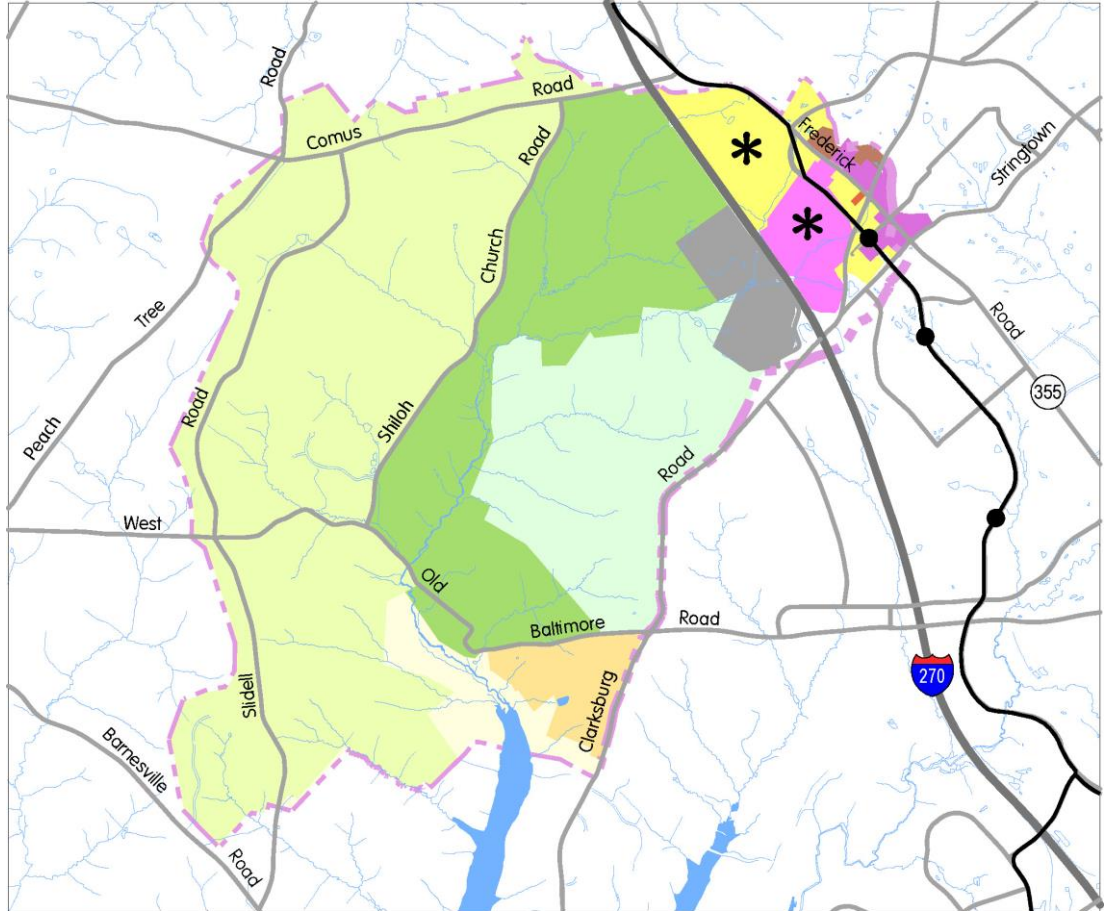 Road
Road
Comus
Road
Frederick
Stringtown
Church
Tree
Road
Road
355
Peach
Shiloh
Road
West
Old
Baltimore
Road
270
Slidell
Clarksburg
Barnesville
Road